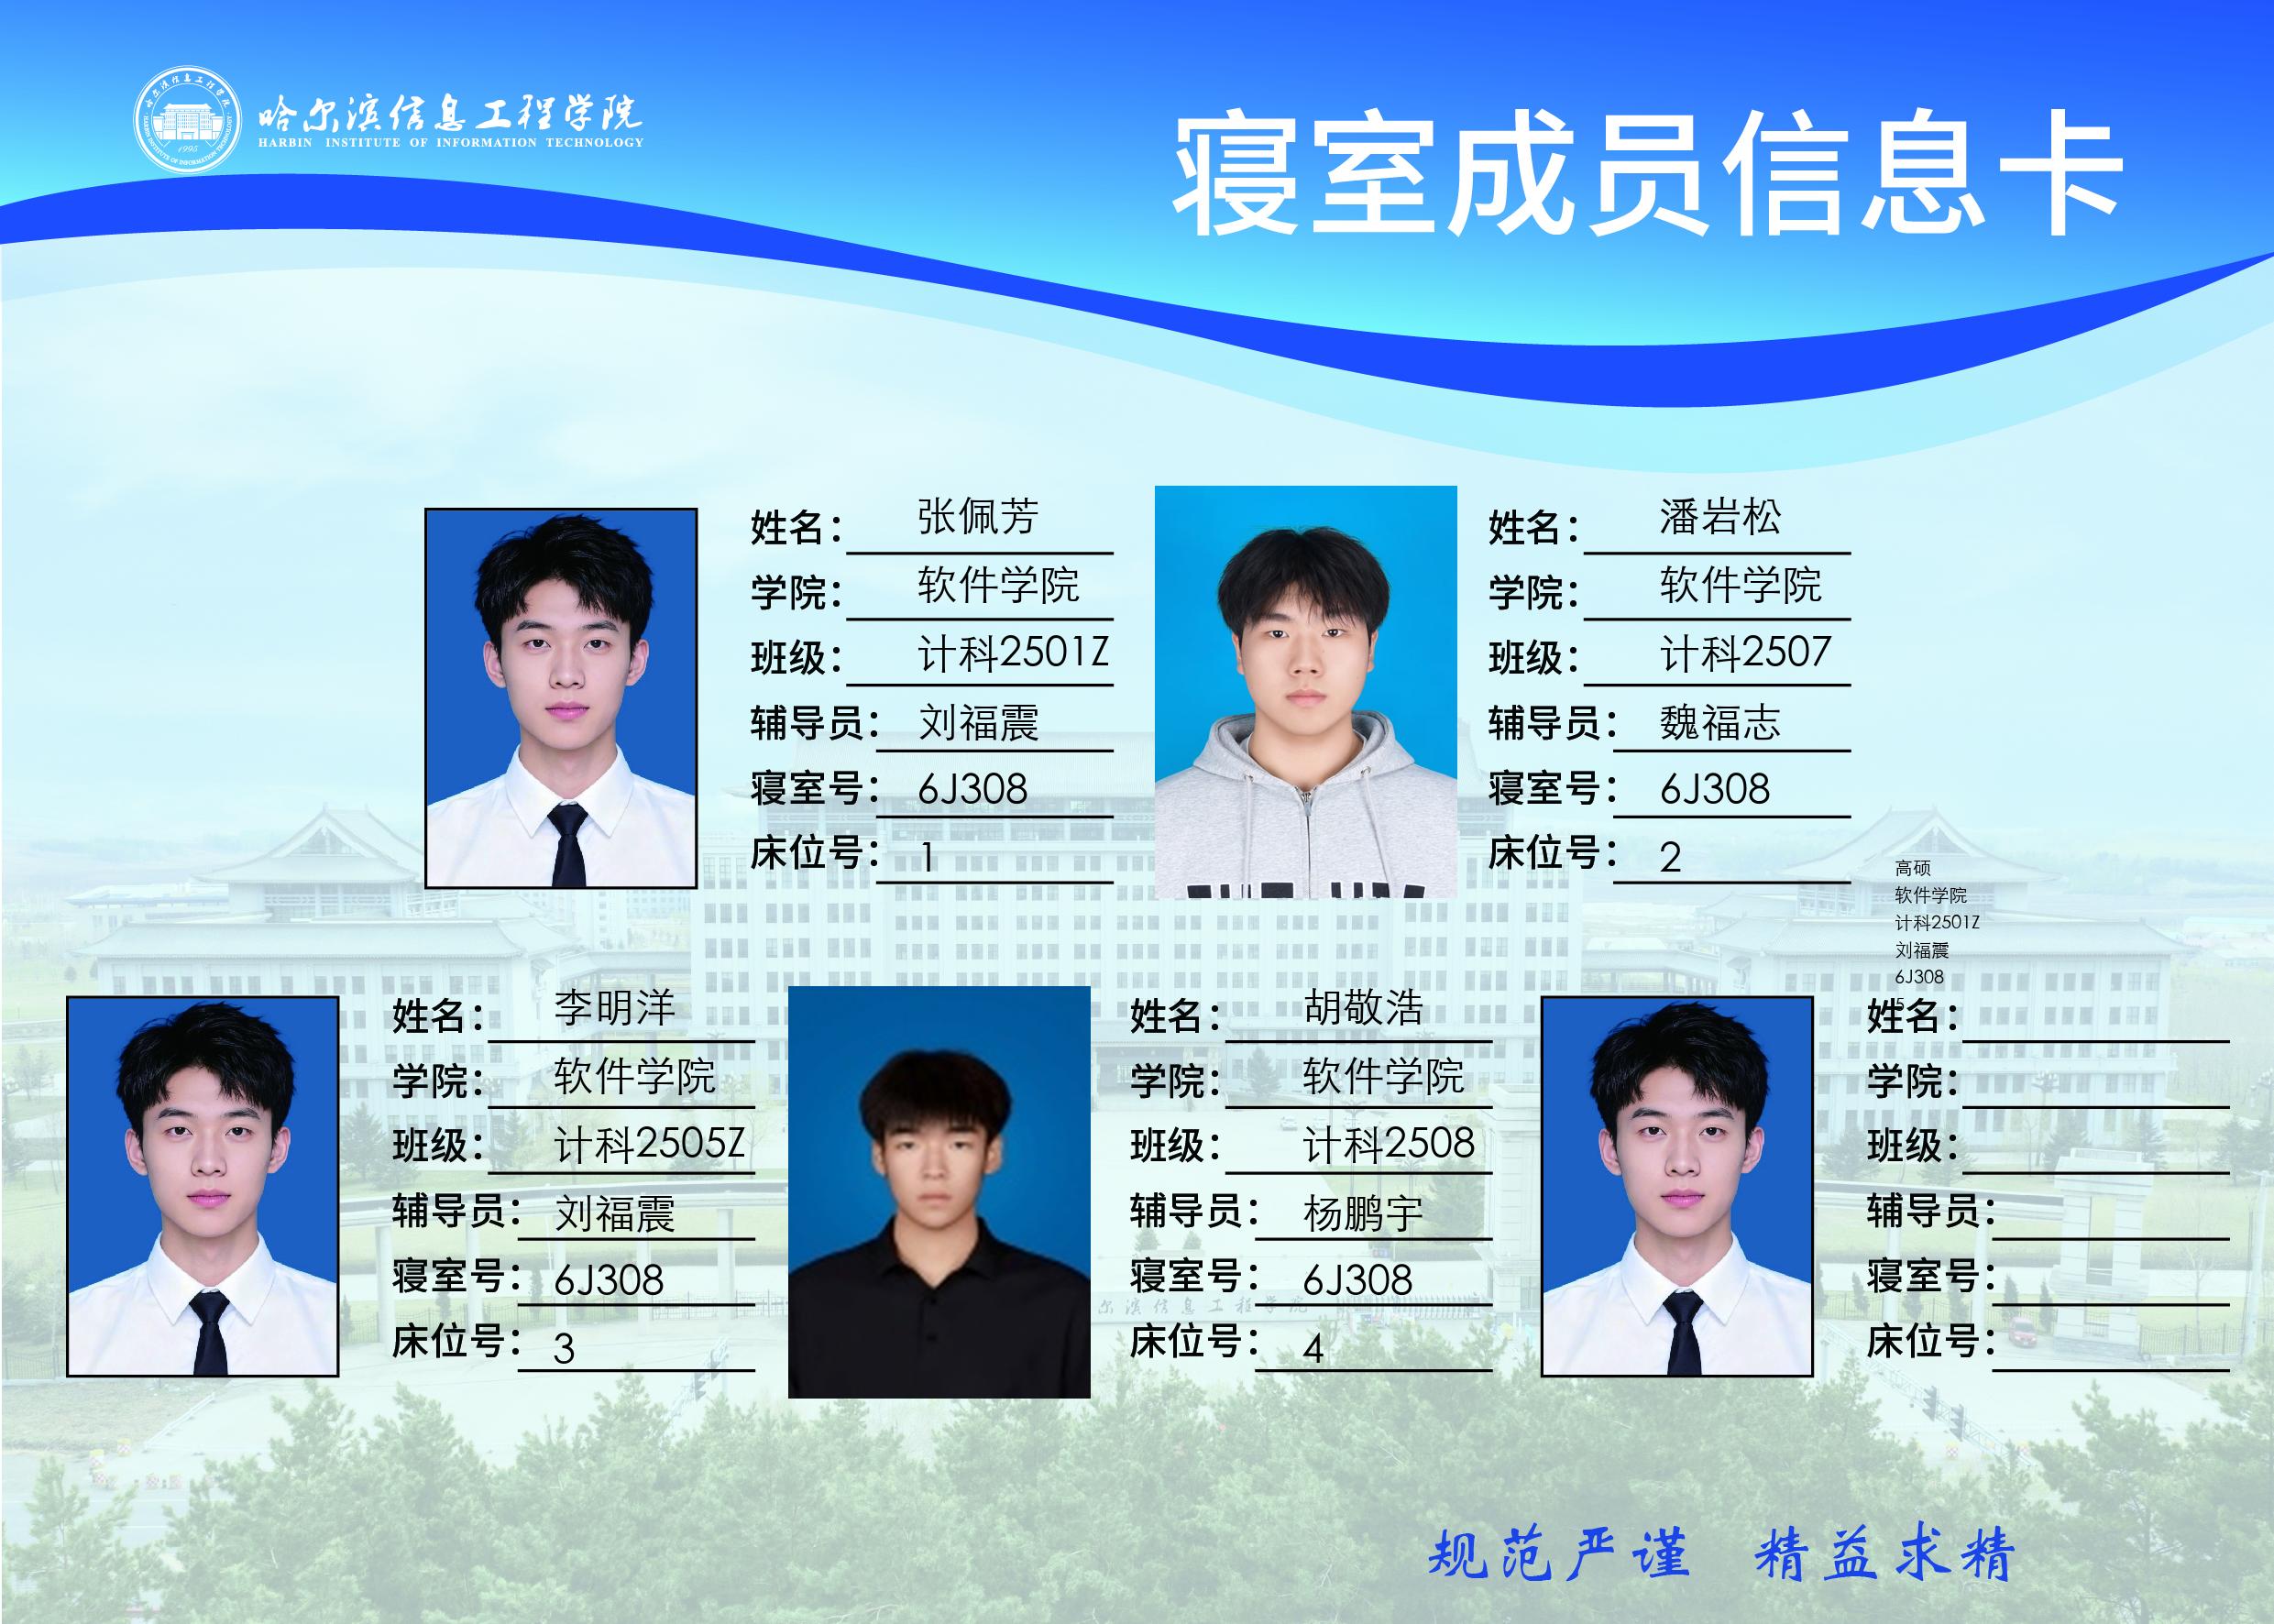 哈尔滨信息工程学院
HARBIN INSTITUTE OF INFORMATION TECHNOLOGY
1995
寝室成员信息卡
姓名： 张佩芳
学院： 软件学院
班级： 计科2501Z
辅导员： 刘福震
寝室号： 6J308
床位号： 1
姓名： 潘岩松
学院： 软件学院
班级： 计科2507
辅导员： 魏福志
寝室号： 6J308
床位号： 2
高硕
软件学院
计科2501Z
刘福震
6J308
5
姓名： 李明洋
学院： 软件学院
班级： 计科2505Z
辅导员： 刘福震
寝室号： 6J308
床位号： 3
姓名： 胡敬浩
学院： 软件学院
班级： 计科2508
辅导员： 杨鹏宇
寝室号： 6J308
床位号： 4
姓名：
学院：
班级：
辅导员：
寝室号：
床位号：
尔滨信息工程学院
规范严谨 精益求精